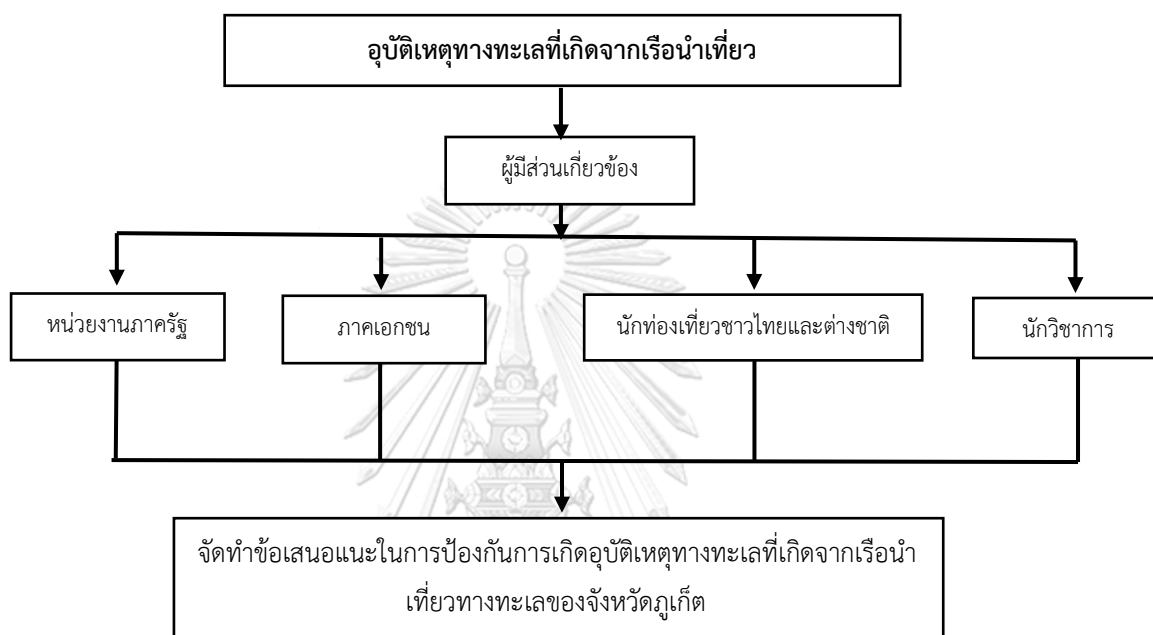 อุบัติเหตุทางทะเลที่เกิดจากเรือนำเที่ยว
ผู้มีส่วนเกี่ยวข้อง
หน่วยงานภาครัฐ
ภาคเอกชน
นักท่องเที่ยวชาวไทยและต่างชาติ
นักวิชาการ
จัดทำข้อเสนอแนะในการป้องกันการเกิดอุบัติเหตุทางทะเลที่เกิดจากเรือนำ
เที่ยวทางทะเลของจังหวัดภูเก็ต